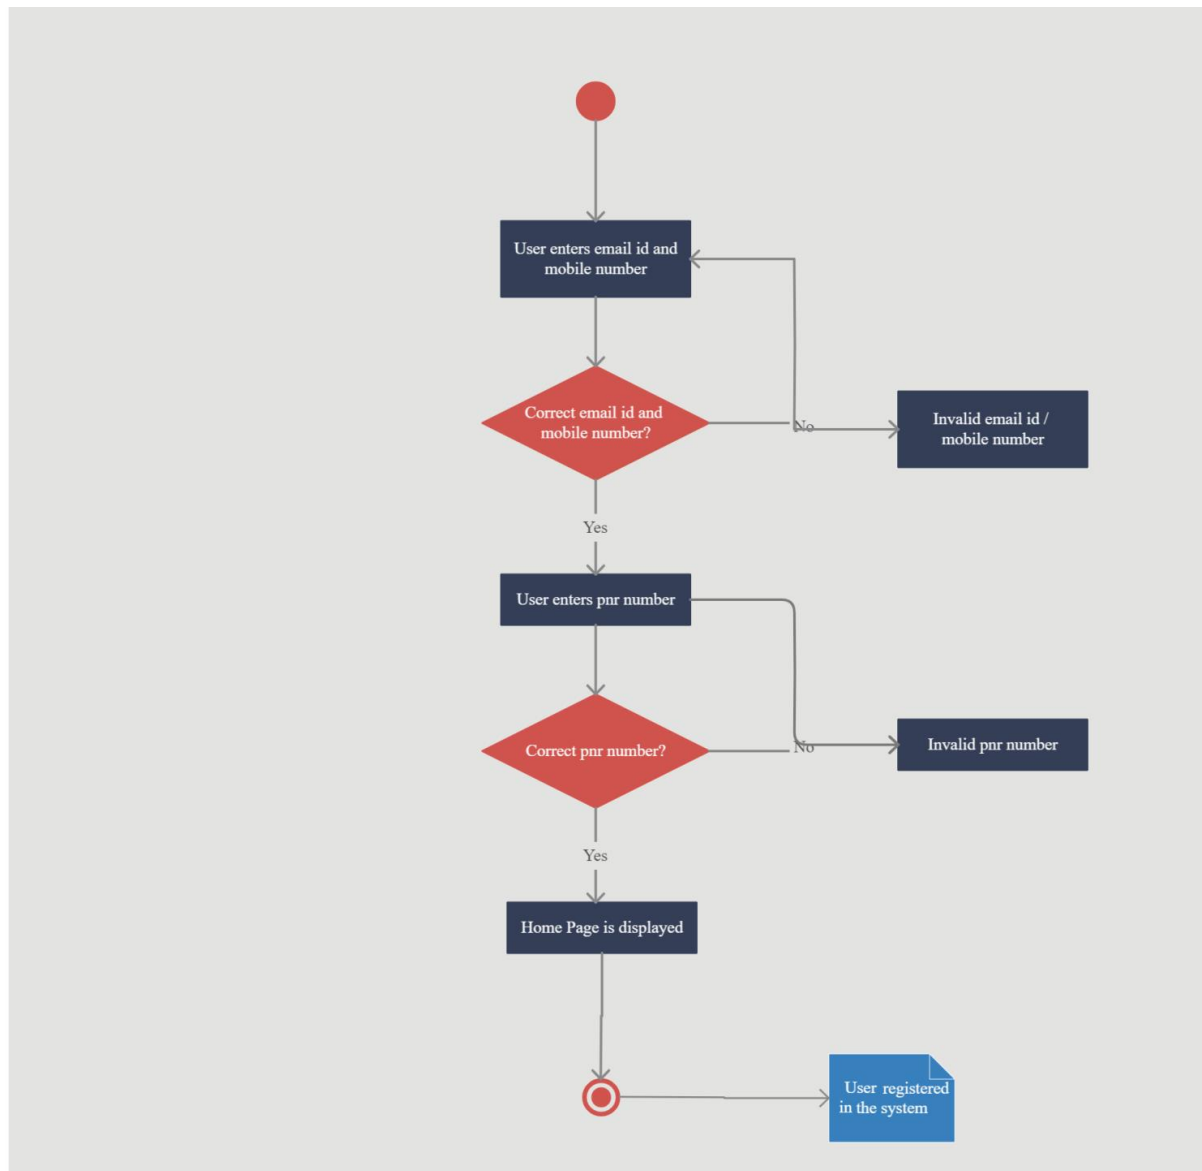 User enters email id and
mobile number
Correct email id and
mobile number?
No
Invalid email id /
mobile number
Yes
User enters pnr number
Correct pnr number?
No
Invalid pnr number
Yes
Home Page is displayed
User registered
in the system